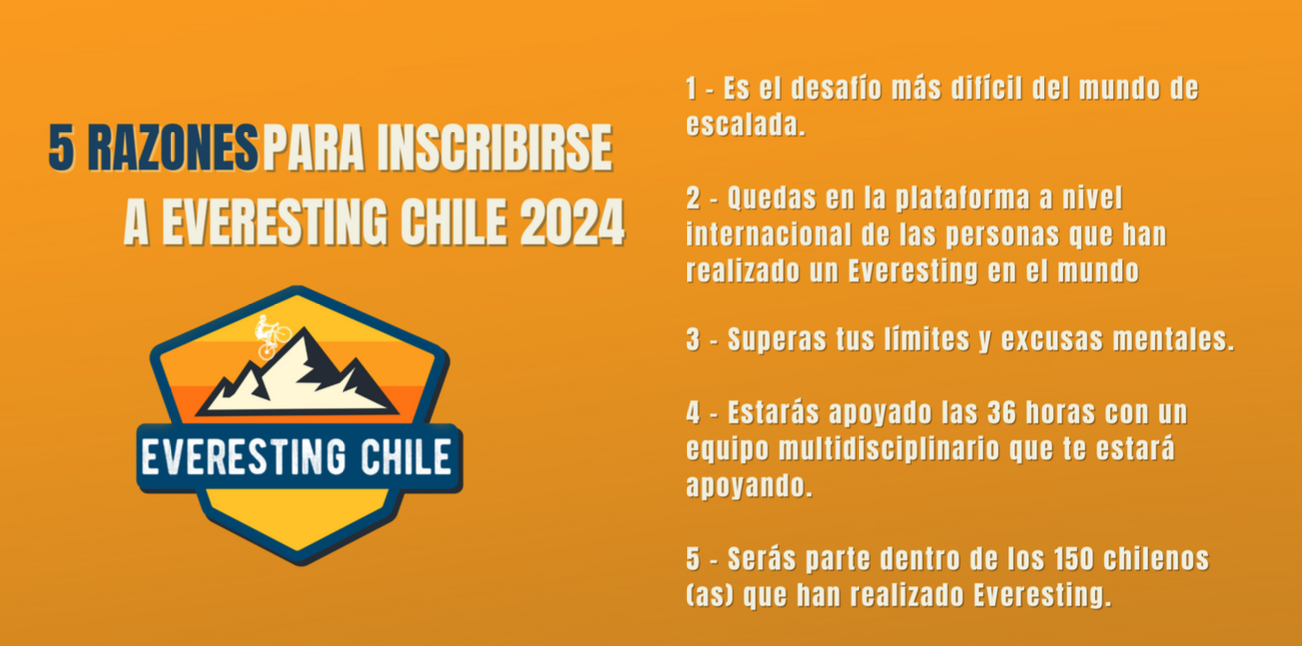 5 RAZONES PARA INSCRIBIRSE
A EVERESTING CHILE 2024
EVERESTING CHILE
1 - Es el desafío más difícil del mundo de
escalada.
2 - Quedas en la plataforma a nivel
internacional de las personas que han
realizado un Everesting en el mundo
3 - Superas tus límites y excusas mentales.
4 - Estarás apoyado las 36 horas con un
equipo multidisciplinario que te estará
apoyando.
5 - Serás parte dentro de los 150 chilenos
(as) que han realizado Everesting.